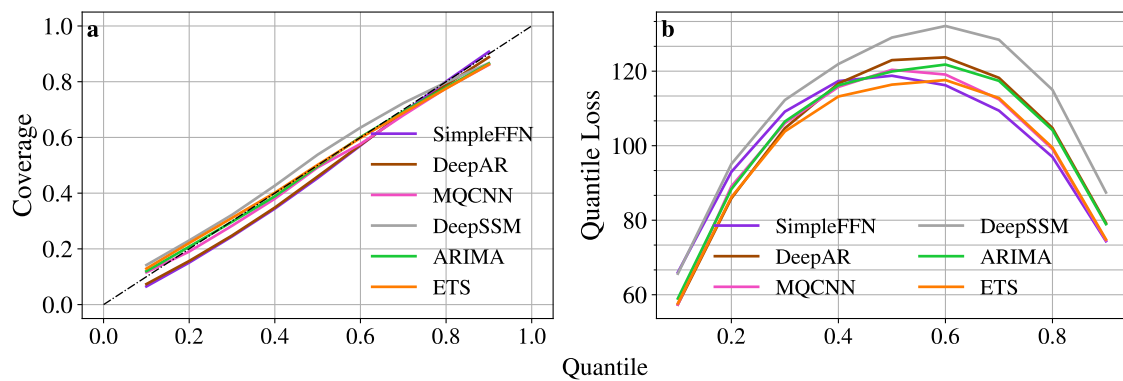 a
1.0
0.8
0.6
0.4
0.2
0.0
Coverage
SimpleFFN
DeepAR
MQCNN
DeepSSM
ARIMA
ETS
0.0 0.2 0.4 0.6 0.8 1.0
b
120
100
80
60
Quantile Loss
SimpleFFN DeepSSM
DeepAR ARIMA
MQCNN ETS
0.2 0.4 0.6 0.8
Quantile